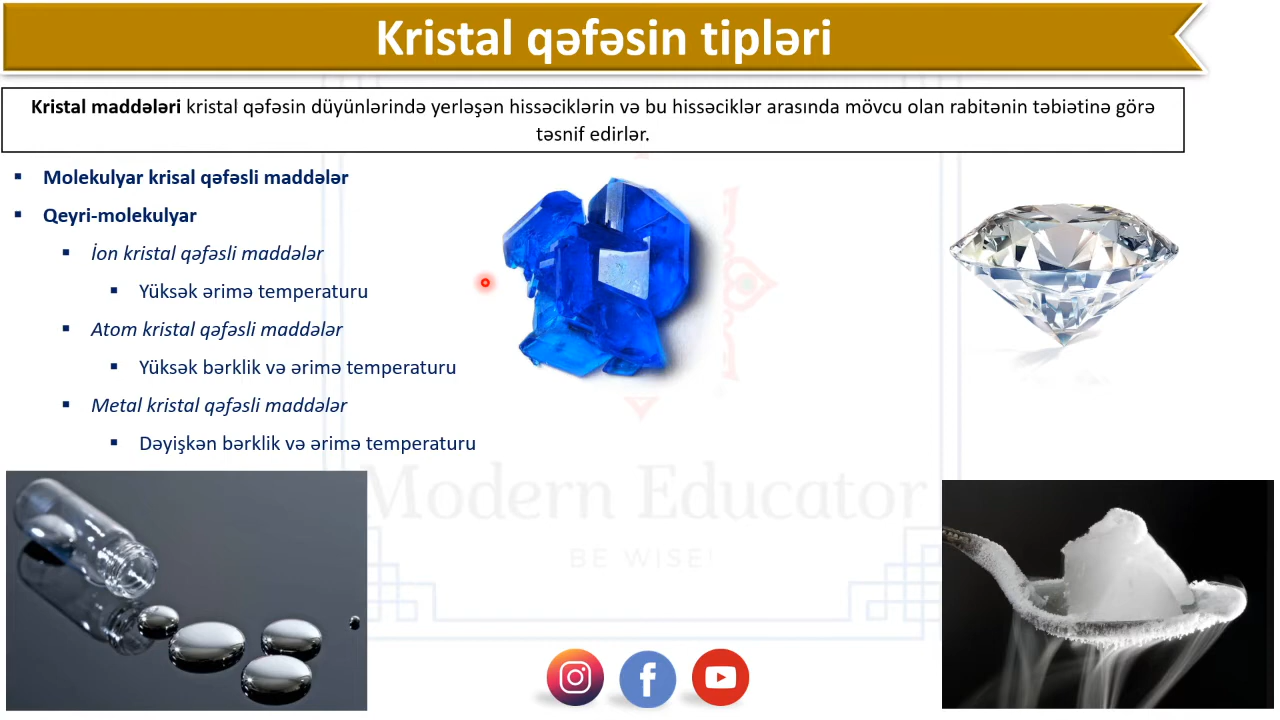 Kristal qəfəsin tipləri
Kristal maddələri kristal qəfəsin düyünlərində yerləşən hissəciklərin və bu hissəciklər arasında mövcu olan rabitənin təbiətinə görə
təsnif edirlər.
Molekulyar krisal qəfəsli maddələr
Qeyri-molekulyar
İon kristal qəfəsli maddələr
Yüksək ərimə temperaturu
Atom kristal qəfəsli maddələr
Yüksək bərklik və ərimə temperaturu
Metal kristal qəfəsli maddələr
Dəyişkən bərklik və ərimə temperaturu
Modern Educator
BE WISE!